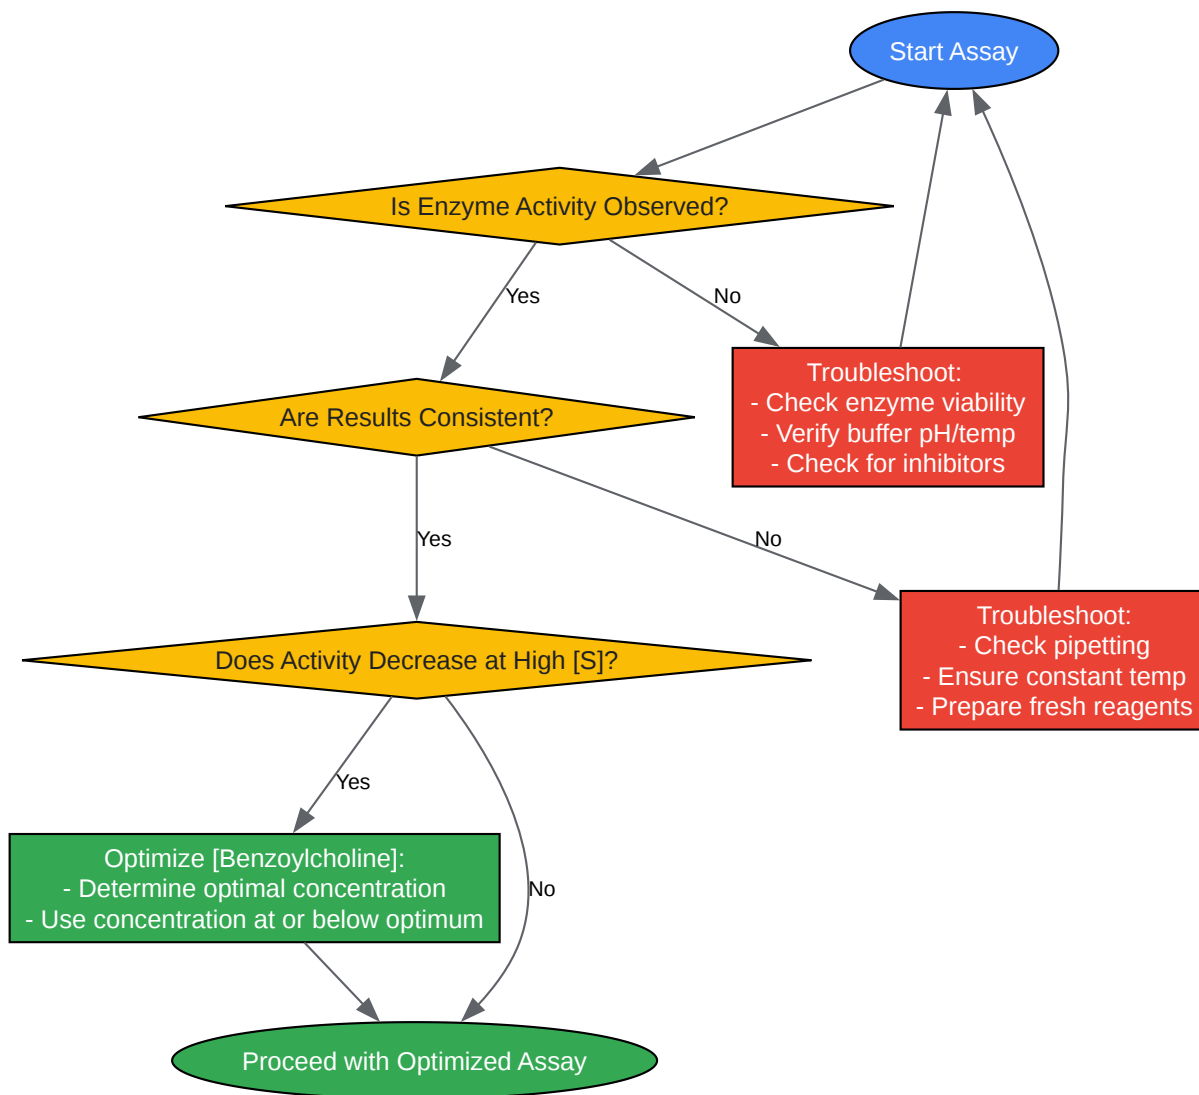 Start Assay
Is Enzyme Activity Observed?
Yes
No
Troubleshoot:
- Check enzyme viability
- Verify buffer pH/temp
- Check for inhibitors
Are Results Consistent?
Yes
No
Troubleshoot:
- Check pipetting
- Ensure constant temp
- Prepare fresh reagents
Does Activity Decrease at High [S]?
Yes
No
Optimize [Benzoylcholine]:
- Determine optimal concentration
- Use concentration at or below optimum
Proceed with Optimized Assay